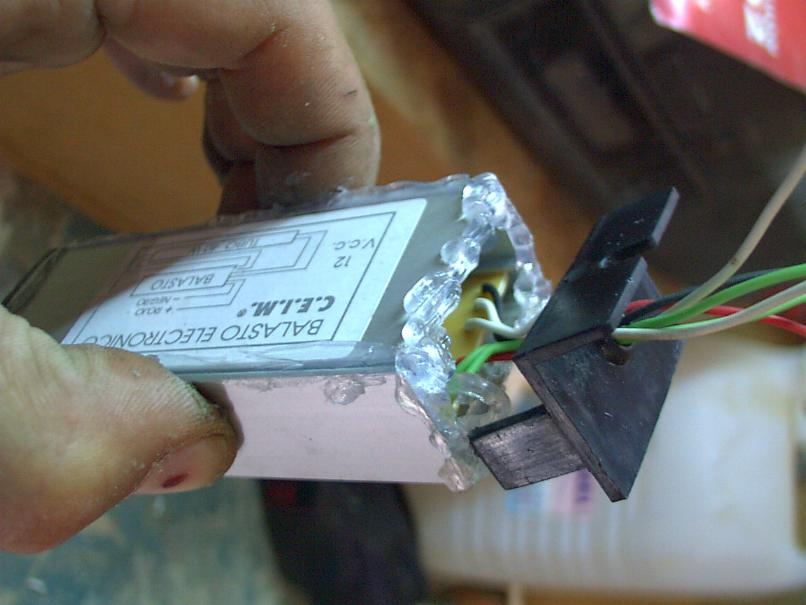 BALASTO ELECTRONICO
C.E.I.M.®
+ ROJO
- NEGRO
BALASTO
12
V.C.C.